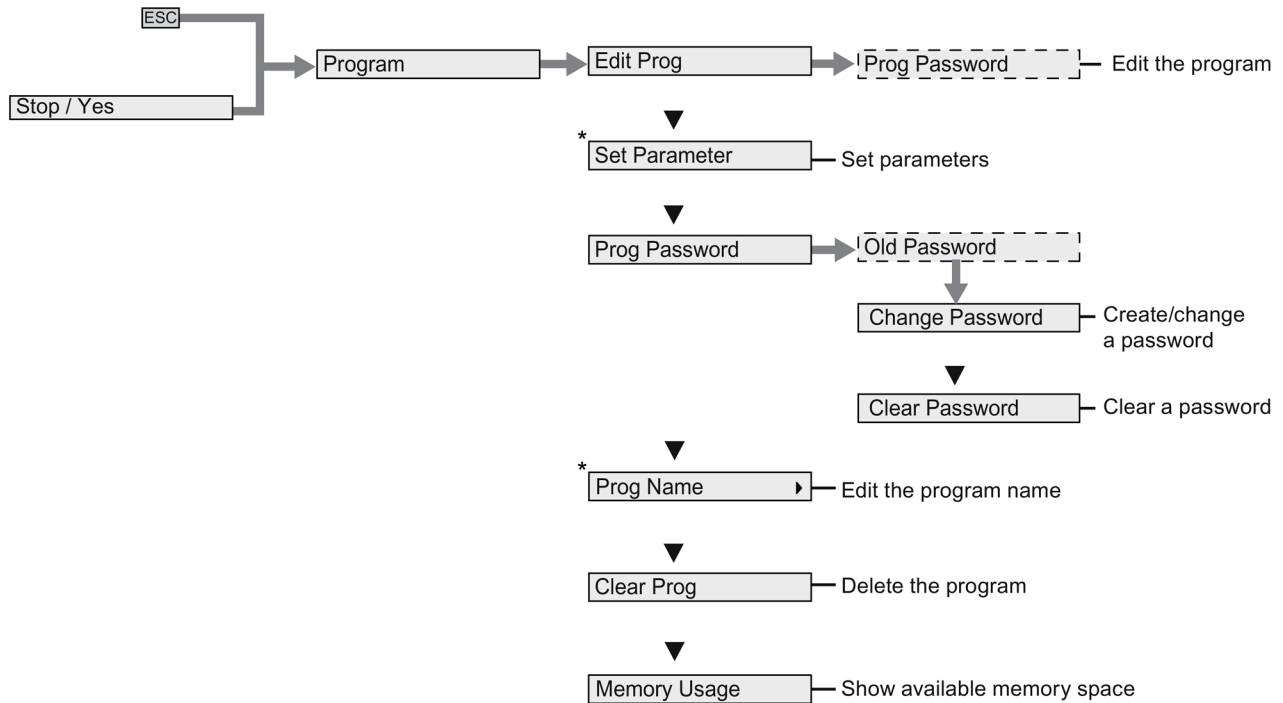 ESC
Program
Edit Prog
Prog Password
Edit the program
Stop / Yes
*
Set Parameter
Set parameters
Prog Password
Old Password
Change Password
Create/change
a password
Clear Password
Clear a password
*
Prog Name
Edit the program name
Clear Prog
Delete the program
Memory Usage
Show available memory space